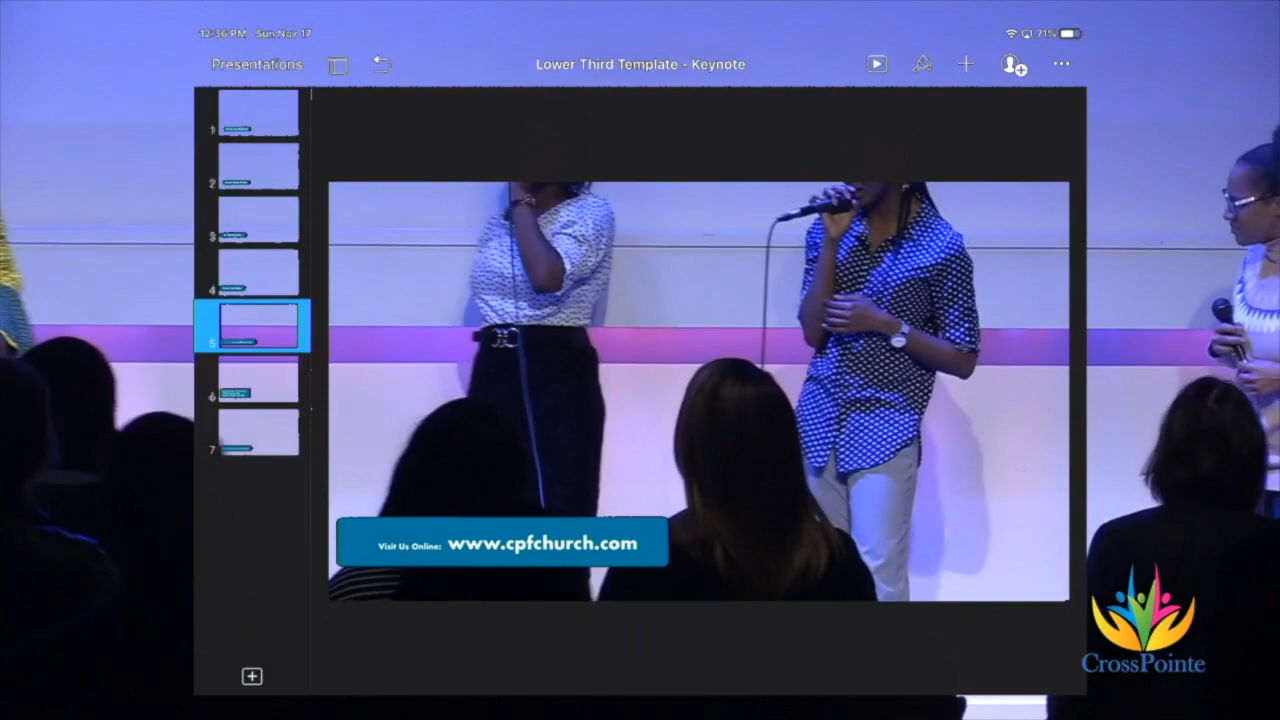 12:36 PM Sun Nov 17
71%
Presentations
Lower Third Template - Keynote
1
2
3
4
5
6
7
Visit Us Online: www.cpfchurch.com
CrossPointe